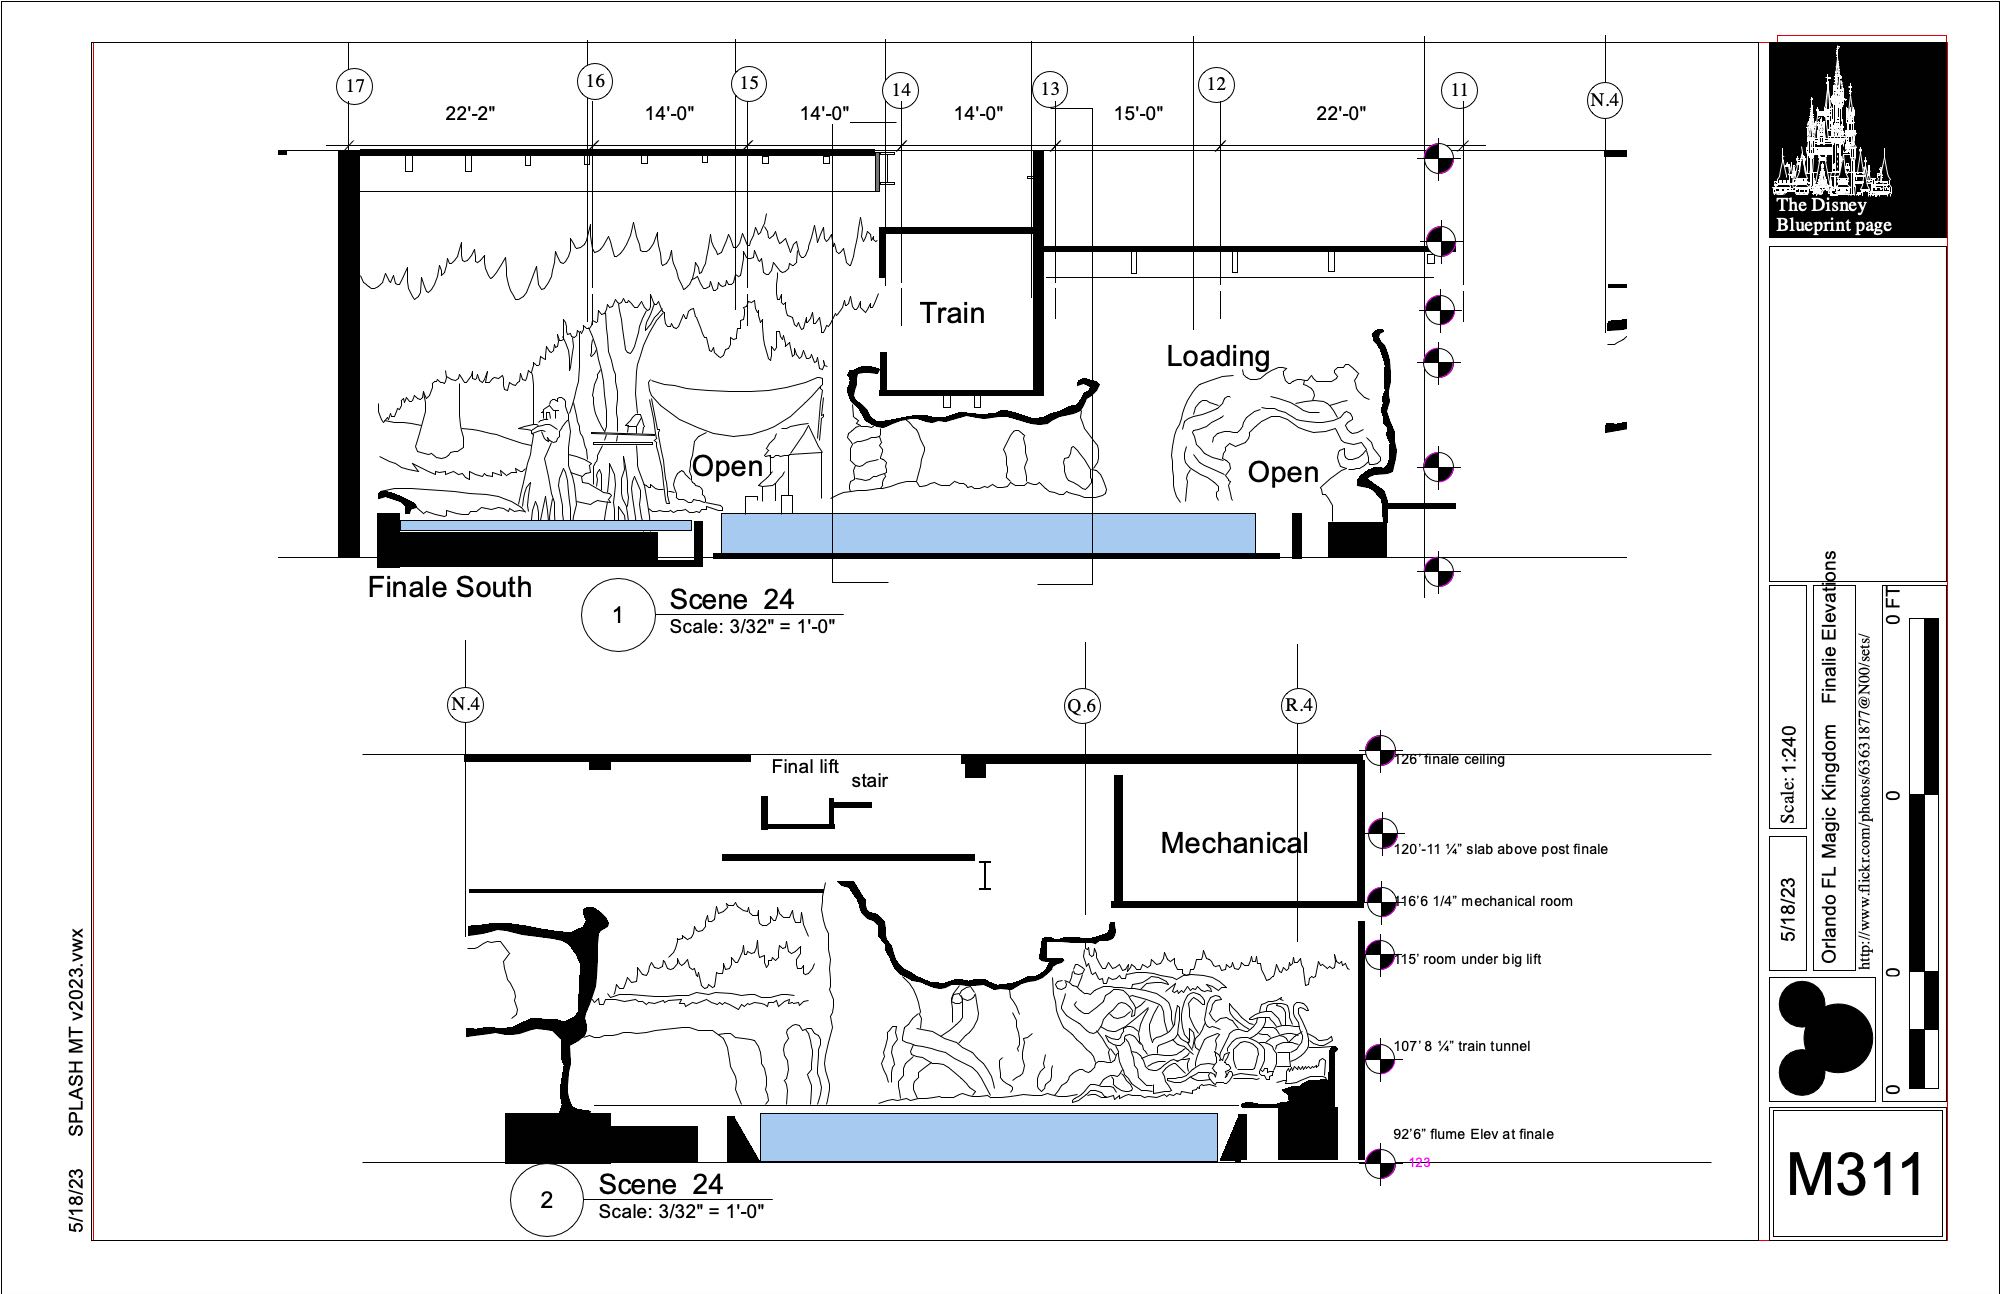 17
16
15
14
13
12
11
N.4
22'-2"
14'-0"
14'-0"
14'-0"
15'-0"
22'-0"
The Disney
Blueprint page
Train
Loading
Open
Open
Finale South
1
Scene 24
Scale: 3/32" = 1'-0"
N.4
Q.6
R.4
126' finale ceiling
Final lift
stair
Mechanical
120'-11 ¼” slab above post finale
116’6 1/4” mechanical room
115’ room under big lift
107’ 8 ¼” train tunnel
92’6” flume Elev at finale
123
2
Scene 24
Scale: 3/32" = 1'-0"
5/18/23 SPLASH MT v2023.vwx
Scale: 1:240
5/18/23
Orlando FL Magic Kingdom Finalie Elevations
http://www.flickr.com/photos/63631877@N00/sets/
0 FT
0
0
0
M311